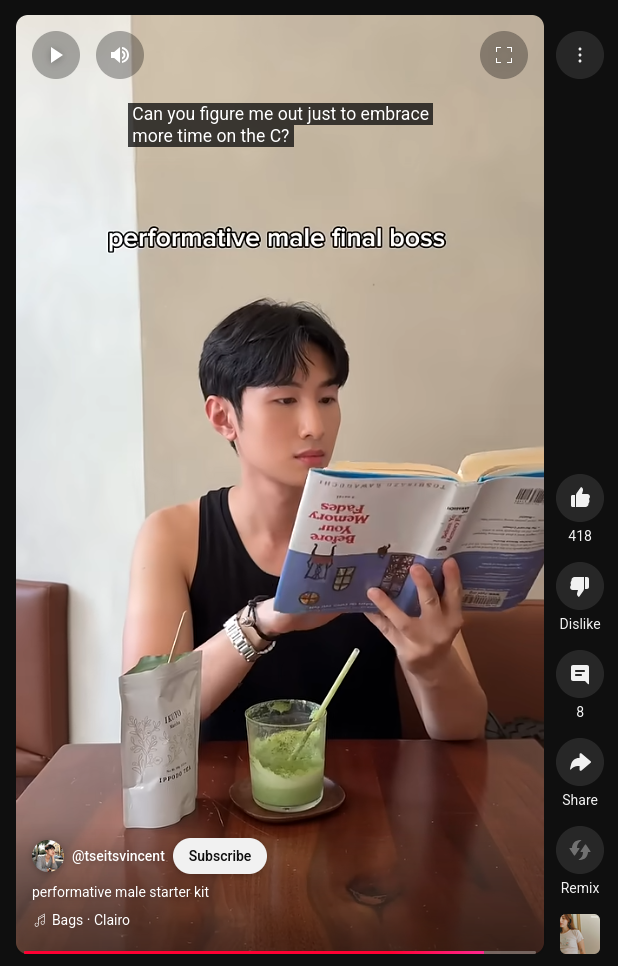 Can you figure me out just to embrace
more time on the C?
performative male final boss
TOSHIKAZU KAWAGUCHI
Before
Your
Memory
Fades
IPPODO TEA
@tseitsvincent
Subscribe
performative male starter kit
Bags · Clairo
418
Dislike
8
Share
Remix